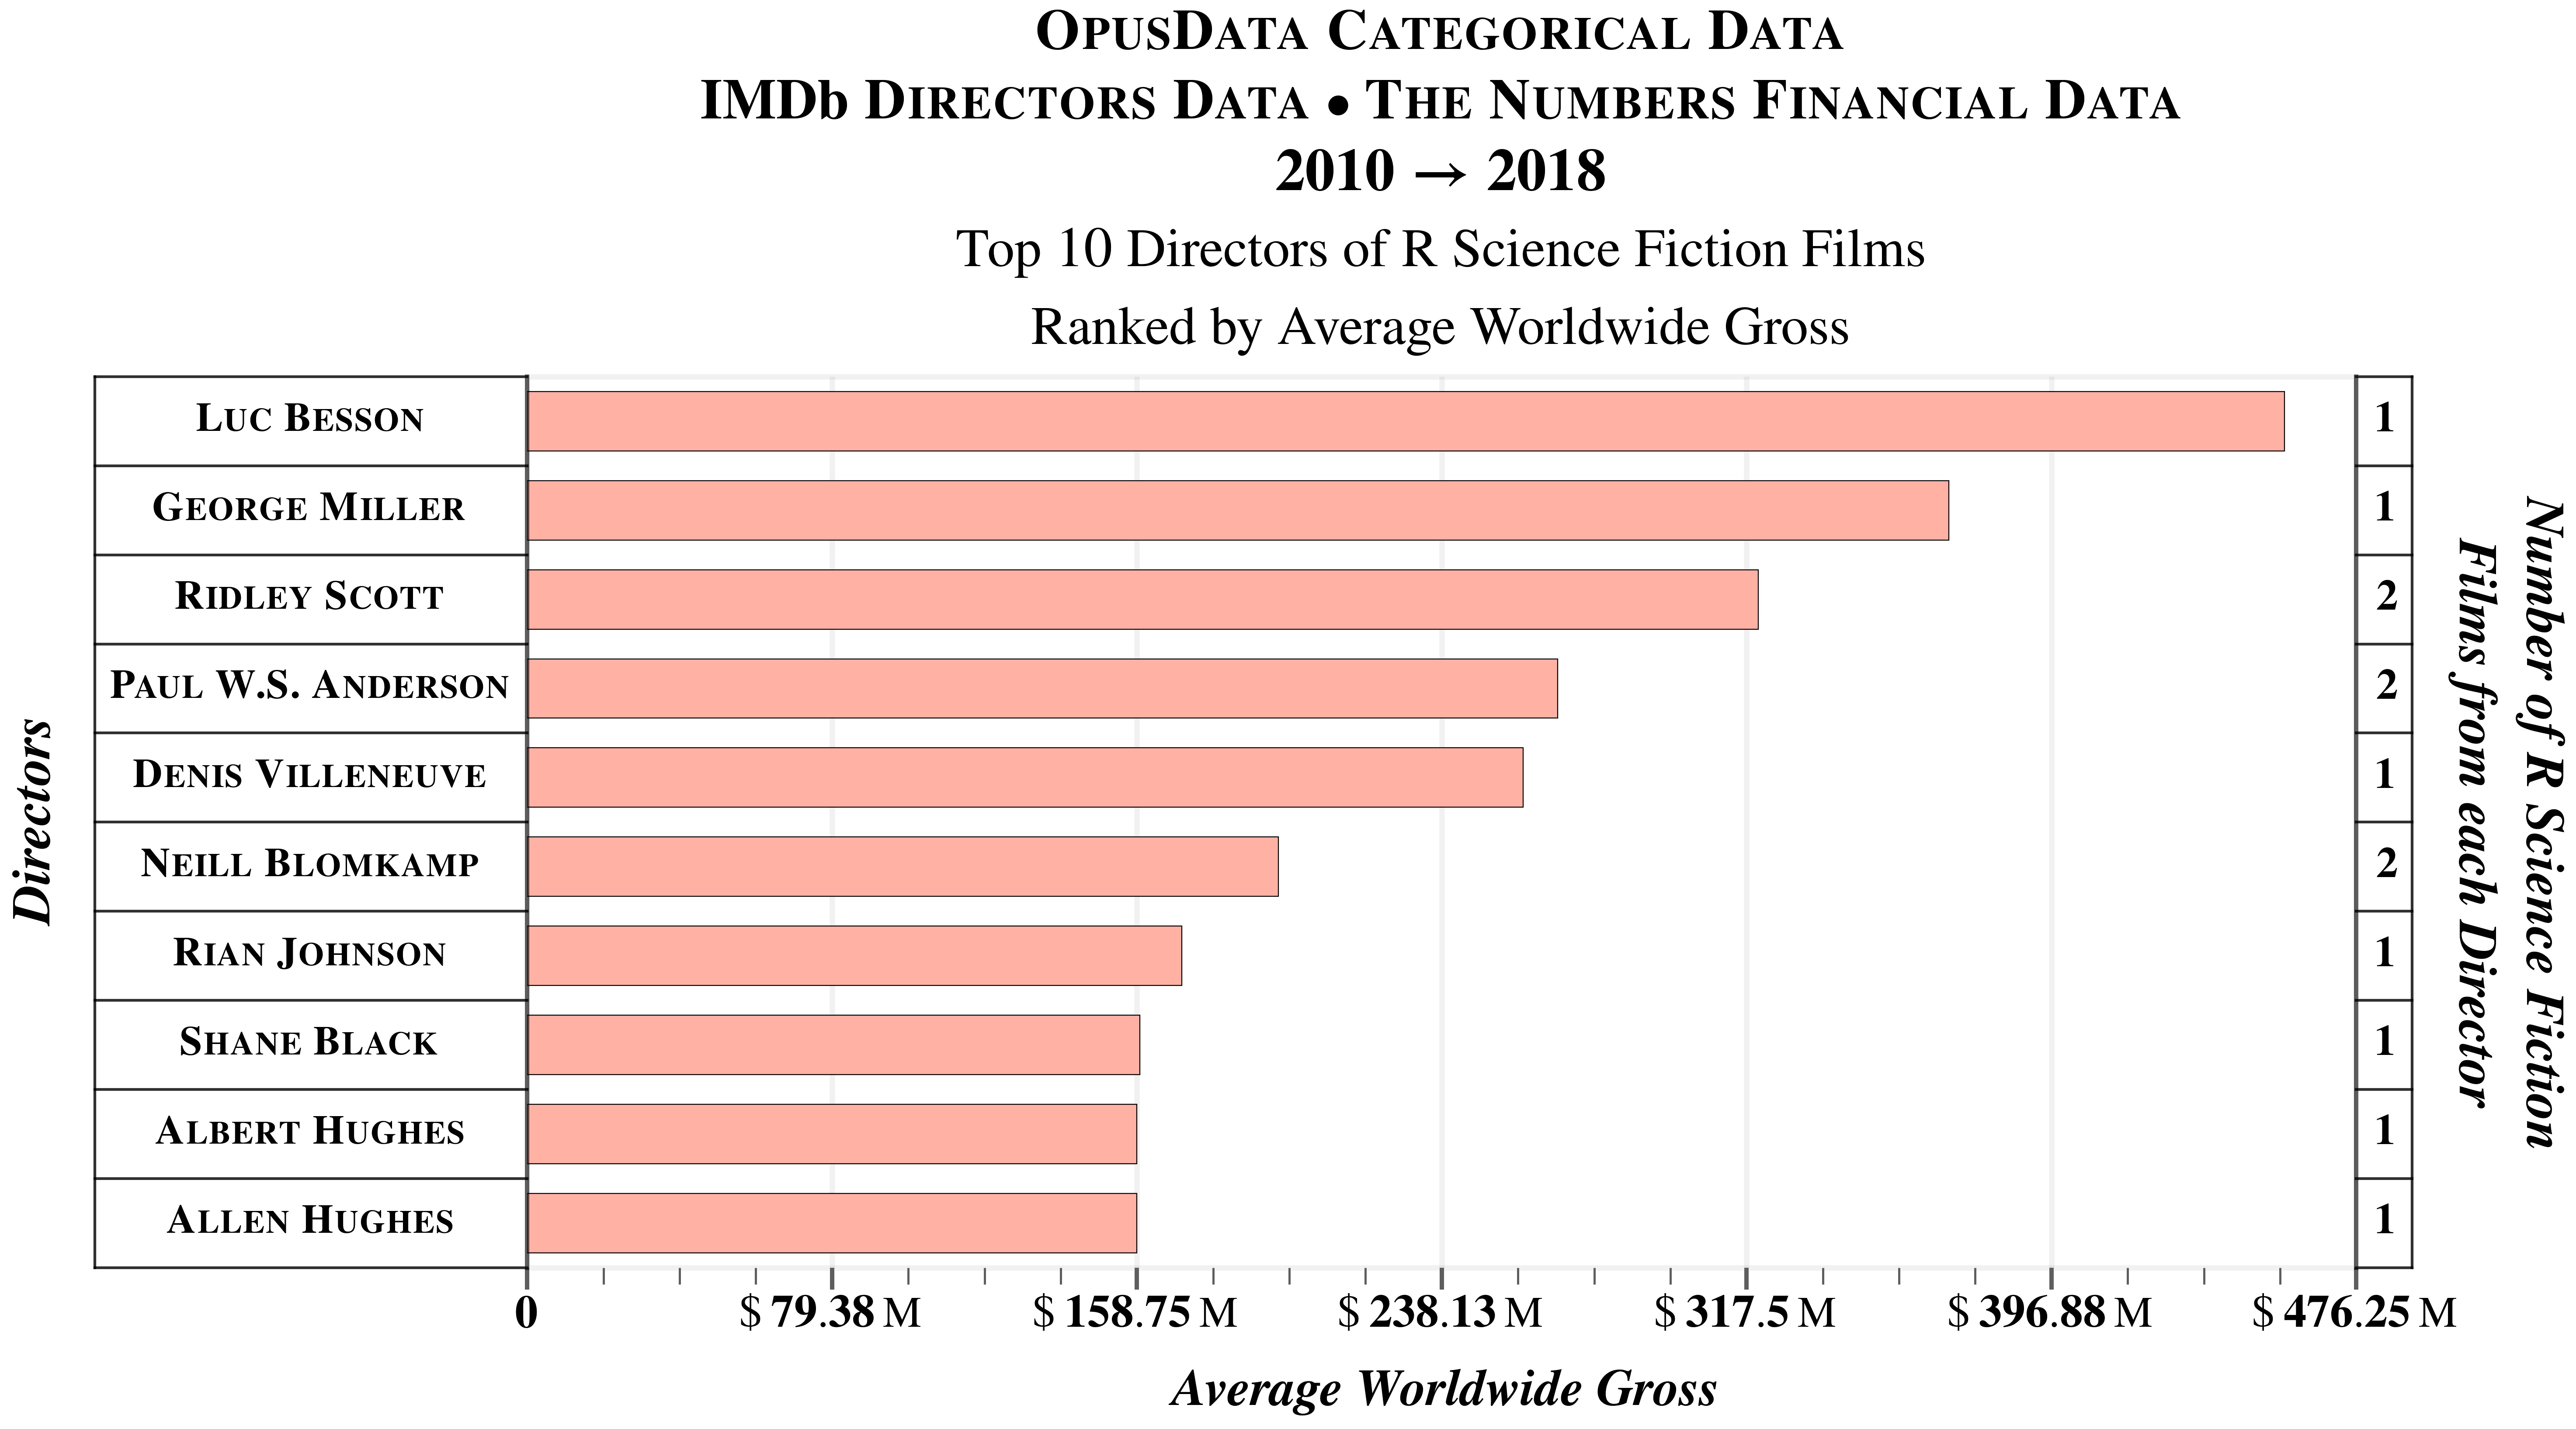 OpusData Categorical Data
IMDb Directors Data • The Numbers Financial Data
2010 → 2018
Top 10 Directors of R Science Fiction Films
Ranked by Average Worldwide Gross
Directors
Luc Besson 1
George Miller 1
Ridley Scott 2
Paul W.S. Anderson 2
Denis Villeneuve 1
Neill Blomkamp 2
Rian Johnson 1
Shane Black 1
Albert Hughes 1
Allen Hughes 1
Number of R Science Fiction
Films from each Director
0 $ 79.38 M $ 158.75 M $ 238.13 M $ 317.5 M $ 396.88 M $ 476.25 M
Average Worldwide Gross